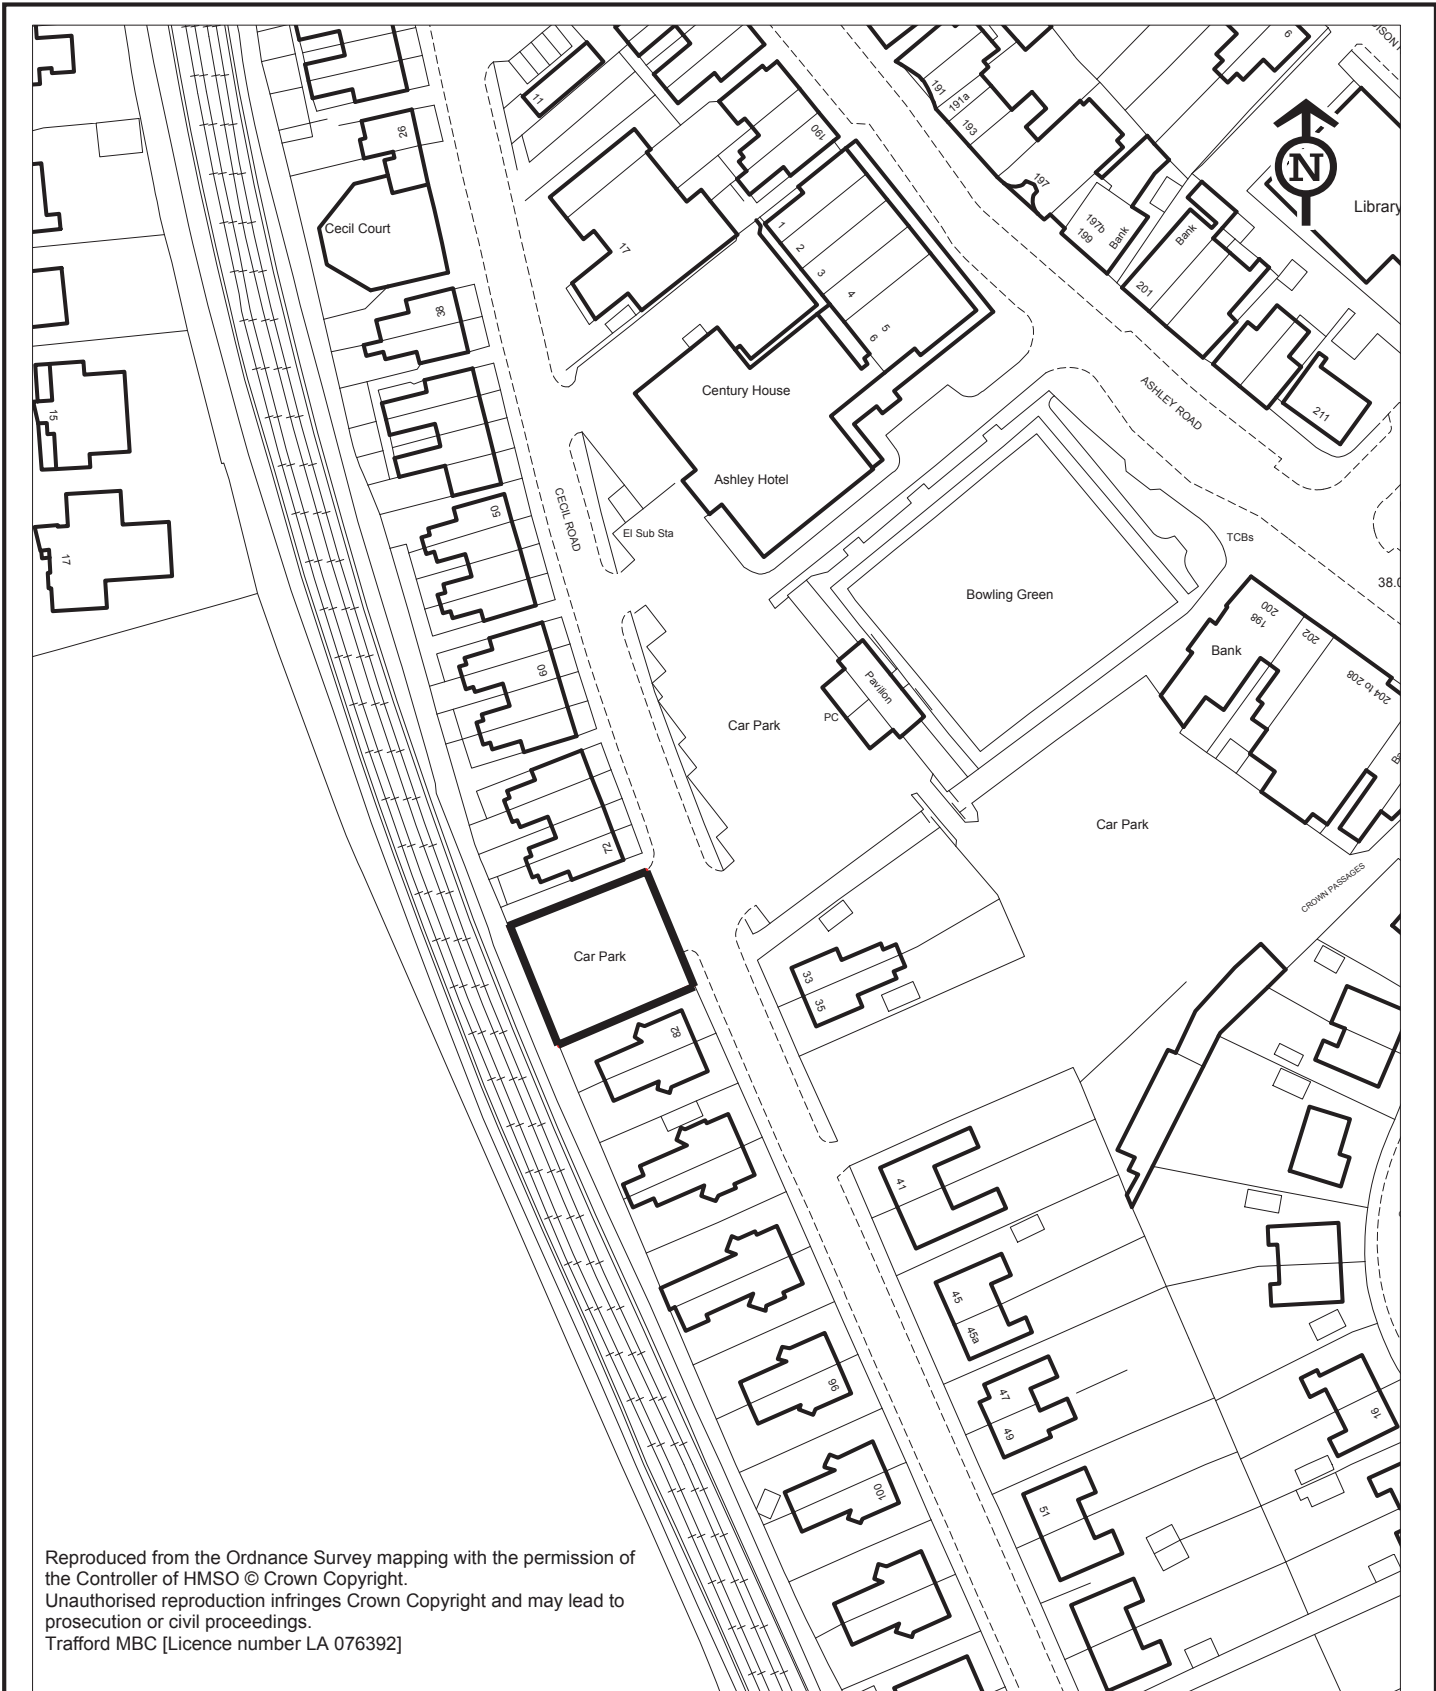 ISON
6
11
190
191
191a
193
197
197b
199
Bank
Bank
201
211
Library
N
26
Cecil Court
17
1
2
3
4
5
6
38
Century House
Ashley Hotel
ASHLEY ROAD
15
17
50
CECIL ROAD
El Sub Sta
TCBs
38.0
Bowling Green
200
198
202
204 to 208
Bank
60
Pavilion
PC
Car Park
Car Park
72
CROWN PASSAGES
Car Park
33
35
82
41
45
45a
96
47
49
16
100
51
Reproduced from the Ordnance Survey mapping with the permission of
the Controller of HMSO © Crown Copyright.
Unauthorised reproduction infringes Crown Copyright and may lead to
prosecution or civil proceedings.
Trafford MBC [Licence number LA 076392]